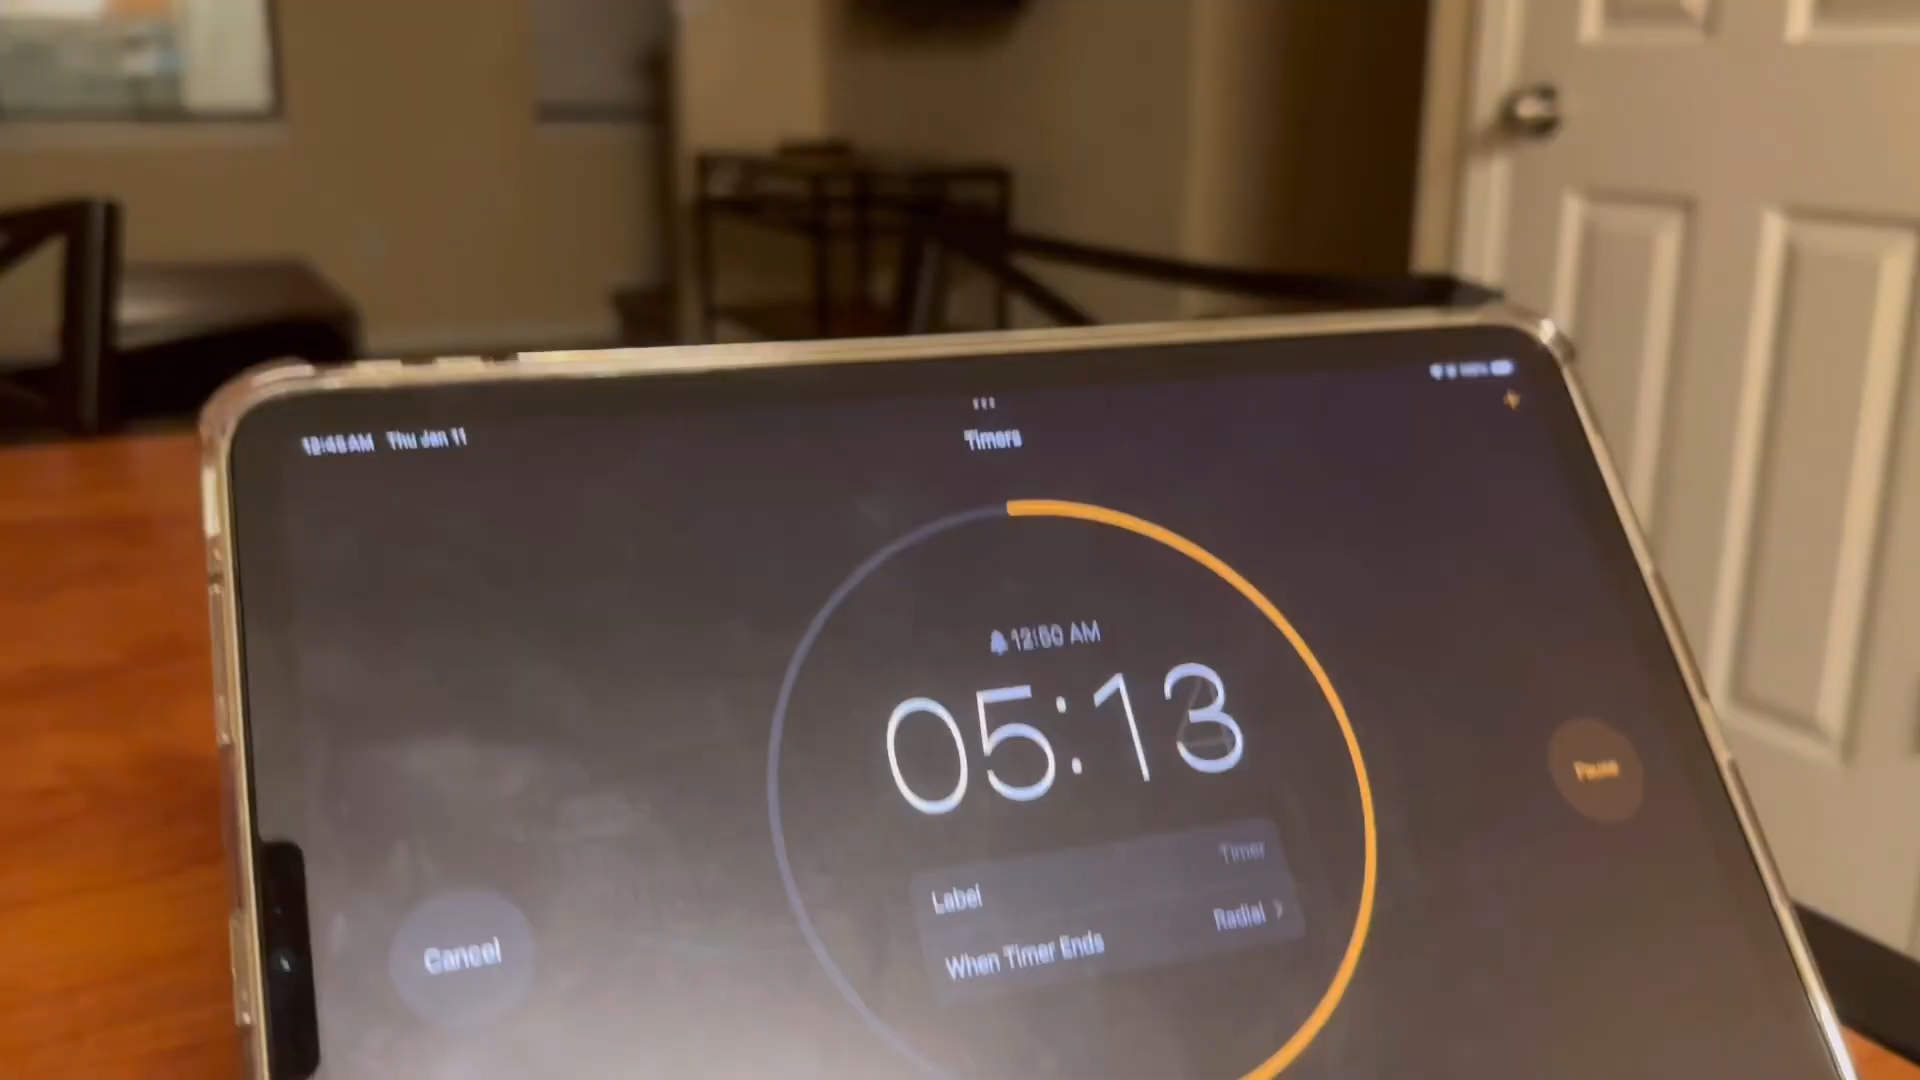 12:45 AM Thu Jan 11
Timers
12:50 AM
05:13
Label Timer
When Timer Ends Radial
Cancel
Pause